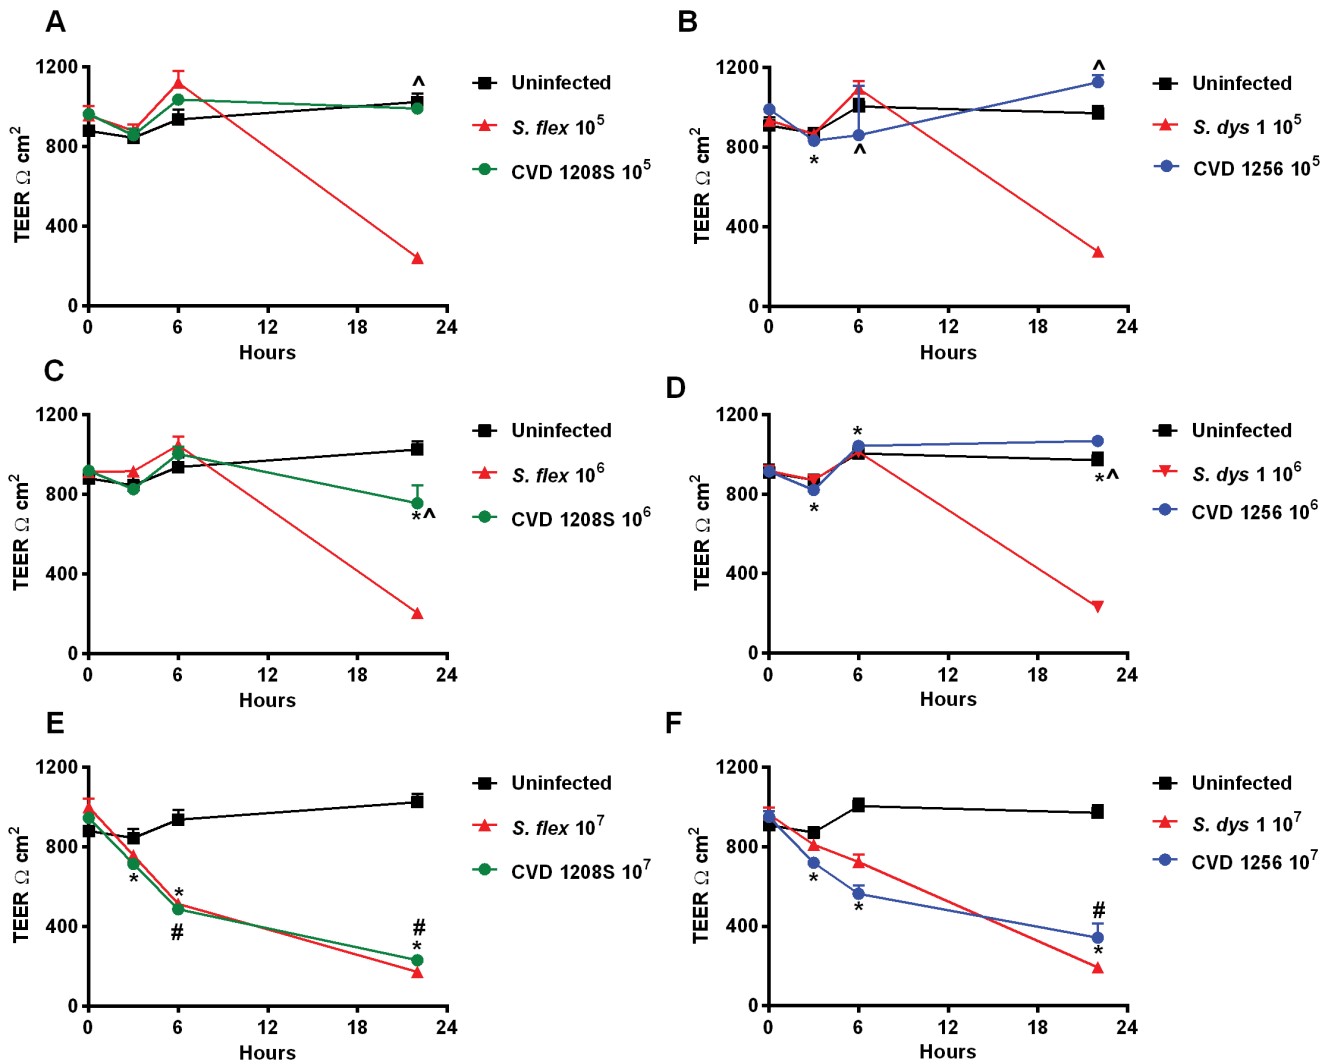 A
1200
800
400
0
TEER Ω cm²
0 6 12 18 24
Hours
Uninfected
S. flex 10⁵
CVD 1208S 10⁵
^
B
1200
800
400
0
TEER Ω cm²
0 6 12 18 24
Hours
Uninfected
S. dys 1 10⁵
CVD 1256 10⁵
*
^
^
C
1200
800
400
0
TEER Ω cm²
0 6 12 18 24
Hours
Uninfected
S. flex 10⁶
CVD 1208S 10⁶
*^
D
1200
800
400
0
TEER Ω cm²
0 6 12 18 24
Hours
Uninfected
S. dys 1 10⁶
CVD 1256 10⁶
*
*
*^
E
1200
800
400
0
TEER Ω cm²
0 6 12 18 24
Hours
Uninfected
S. flex 10⁷
CVD 1208S 10⁷
*
*
#
#
*
F
1200
800
400
0
TEER Ω cm²
0 6 12 18 24
Hours
Uninfected
S. dys 1 10⁷
CVD 1256 10⁷
*
*
#
*